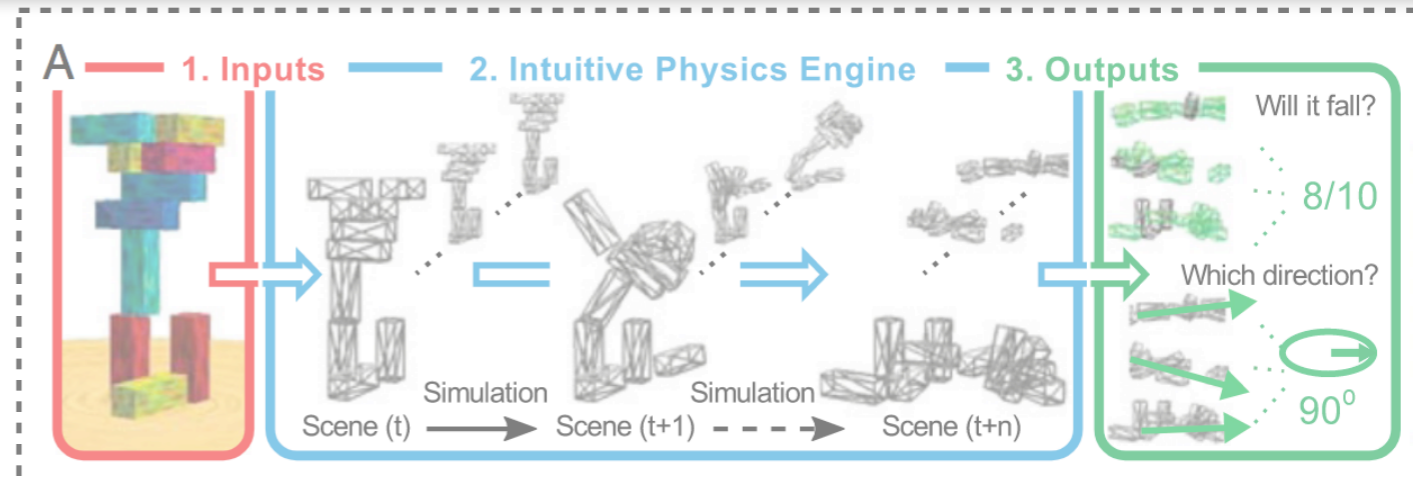 A
1. Inputs
2. Intuitive Physics Engine
3. Outputs
Will it fall?
8/10
Which direction?
90⁰
Simulation
Simulation
Scene (t)
Scene (t+1)
Scene (t+n)